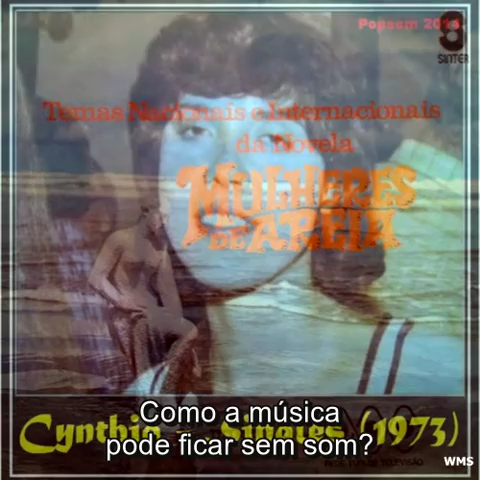 Popsom 2014
8
SINTER
Temas Nacionais e Internacionais
da Novela
MULHERES
DE AREIA
Como a música
Cynthia - Singles (1973)
pode ficar sem som?
WMS